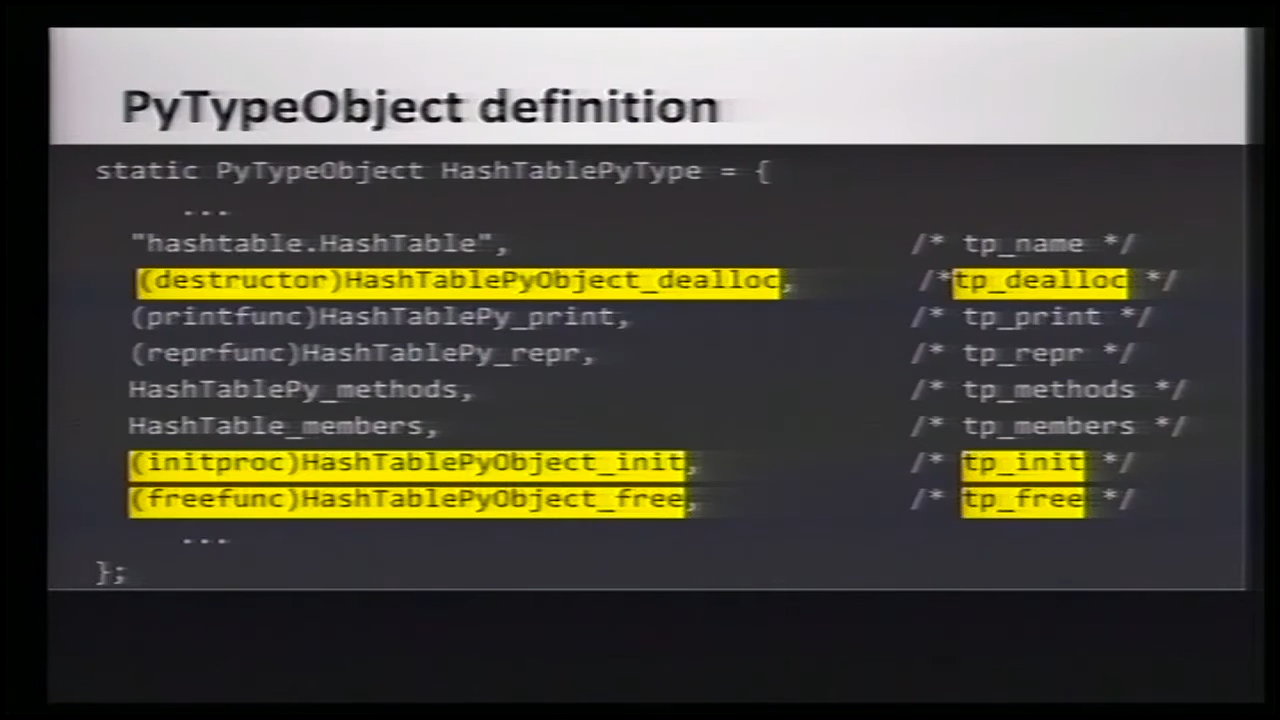 PyTypeObject definition
static PyTypeObject HashTablePyType = {
...
"hashtable.HashTable", /* tp_name */
(destructor)HashTablePyObject_dealloc, /*tp_dealloc */
(printfunc)HashTablePy_print, /* tp_print */
(reprfunc)HashTablePy_repr, /* tp_repr */
HashTablePy_methods, /* tp_methods */
HashTable_members, /* tp_members */
(initproc)HashTablePyObject_init, /* tp_init */
(freefunc)HashTablePyObject_free, /* tp_free */
...
};